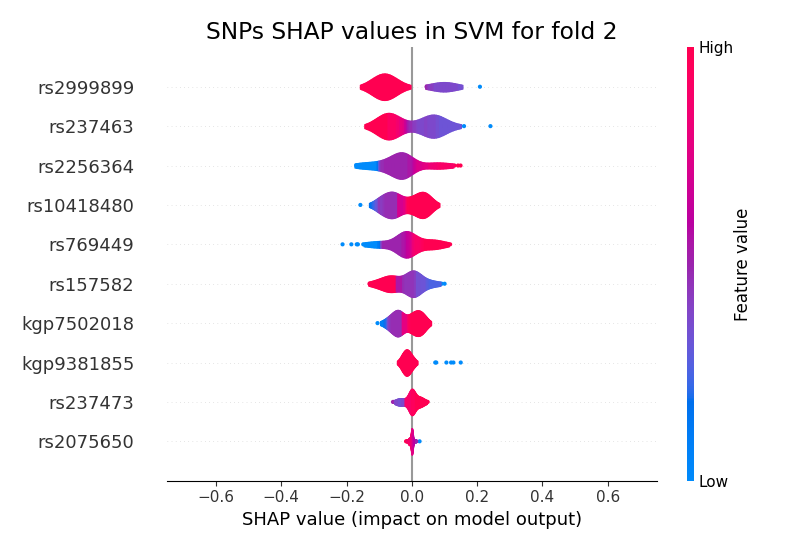 SNPs SHAP values in SVM for fold 2
High
rs2999899
rs237463
rs2256364
rs10418480
rs769449
rs157582
kgp7502018
kgp9381855
rs237473
rs2075650
Feature value
Low
−0.6 −0.4 −0.2 0.0 0.2 0.4 0.6
SHAP value (impact on model output)